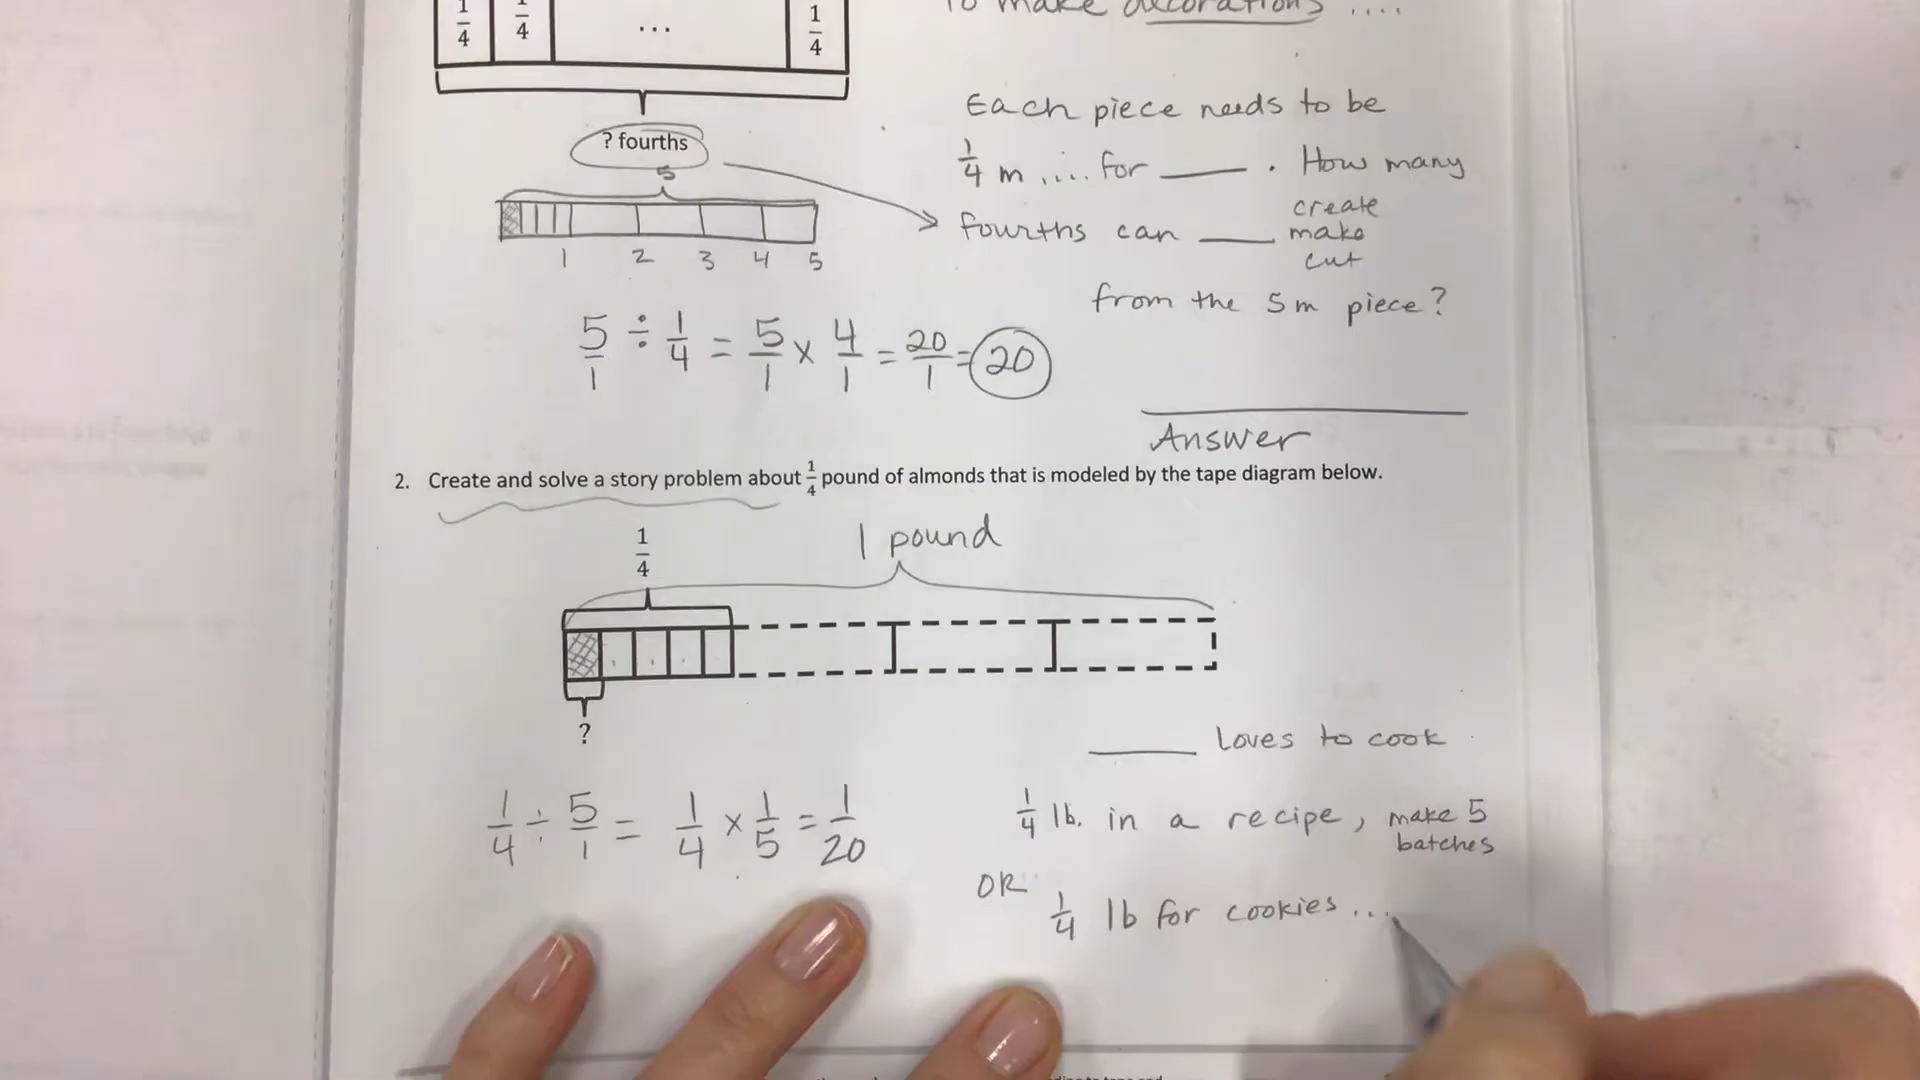 1/4 1/4 ... 1/4
To make decorations ....
? fourths
5
1 2 3 4 5
Each piece needs to be
1/4 m .... for ____ . How many
fourths can ____ create
make
cut
from the 5m piece?
5/1 ÷ 1/4 = 5/1 x 4/1 = 20/1 = 20
Answer
2. Create and solve a story problem about 1/4 pound of almonds that is modeled by the tape diagram below.
1/4
1 pound
?
____ loves to cook
1/4 ÷ 5/1 = 1/4 x 1/5 = 1/20
1/4 lb. in a recipe, make 5
batches
OR
1/4 lb for cookies ...